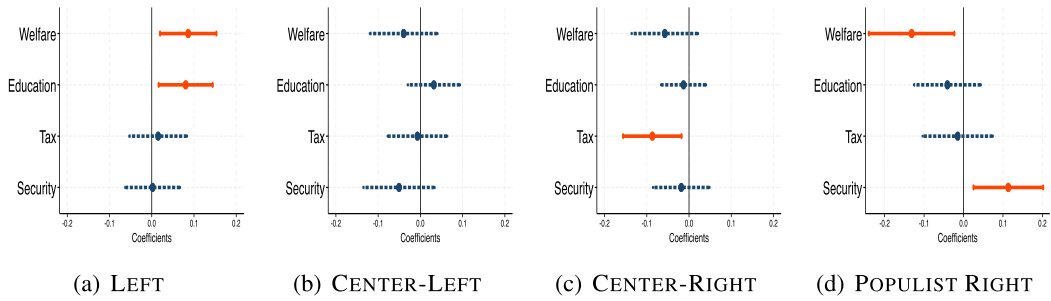 Welfare
Education
Tax
Security
-0.2 -0.1 0.0 0.1 0.2
Coefficients
(a) LEFT
Welfare
Education
Tax
Security
-0.2 -0.1 0.0 0.1 0.2
Coefficients
(b) CENTER-LEFT
Welfare
Education
Tax
Security
-0.2 -0.1 0.0 0.1 0.2
Coefficients
(c) CENTER-RIGHT
Welfare
Education
Tax
Security
-0.2 -0.1 0.0 0.1 0.2
Coefficients
(d) POPULIST RIGHT